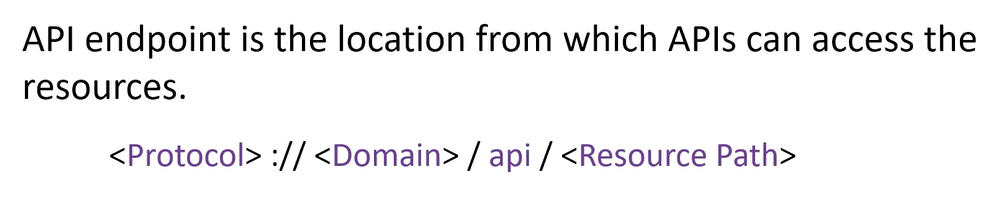 API endpoint is the location from which APIs can access the
resources.
<Protocol> :// <Domain> / api / <Resource Path>